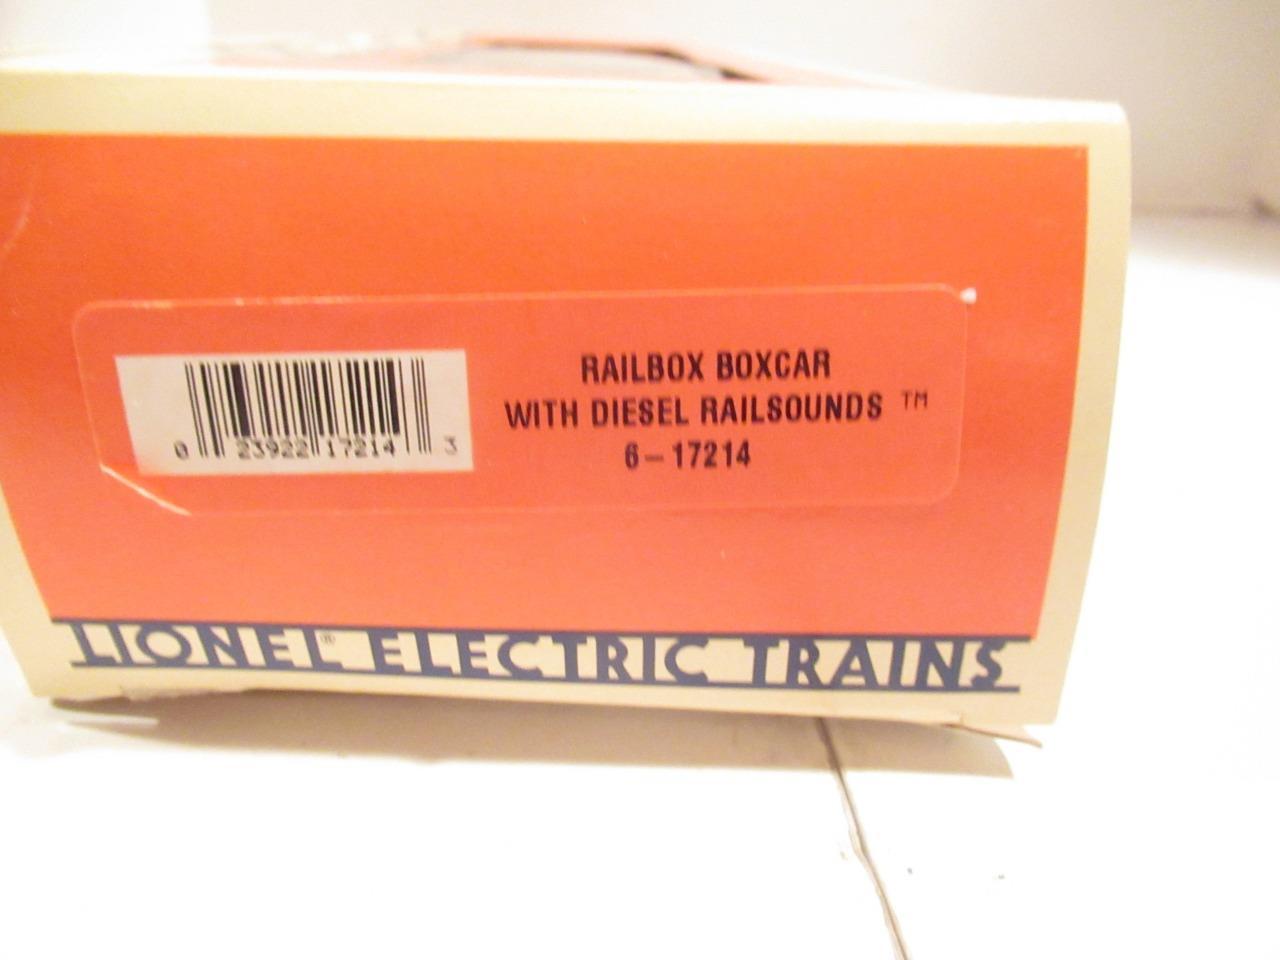 RAILBOX BOXCAR
WITH DIESEL RAILSOUNDS ™
6-17214
0 23922 17214 3
LIONEL® ELECTRIC TRAINS